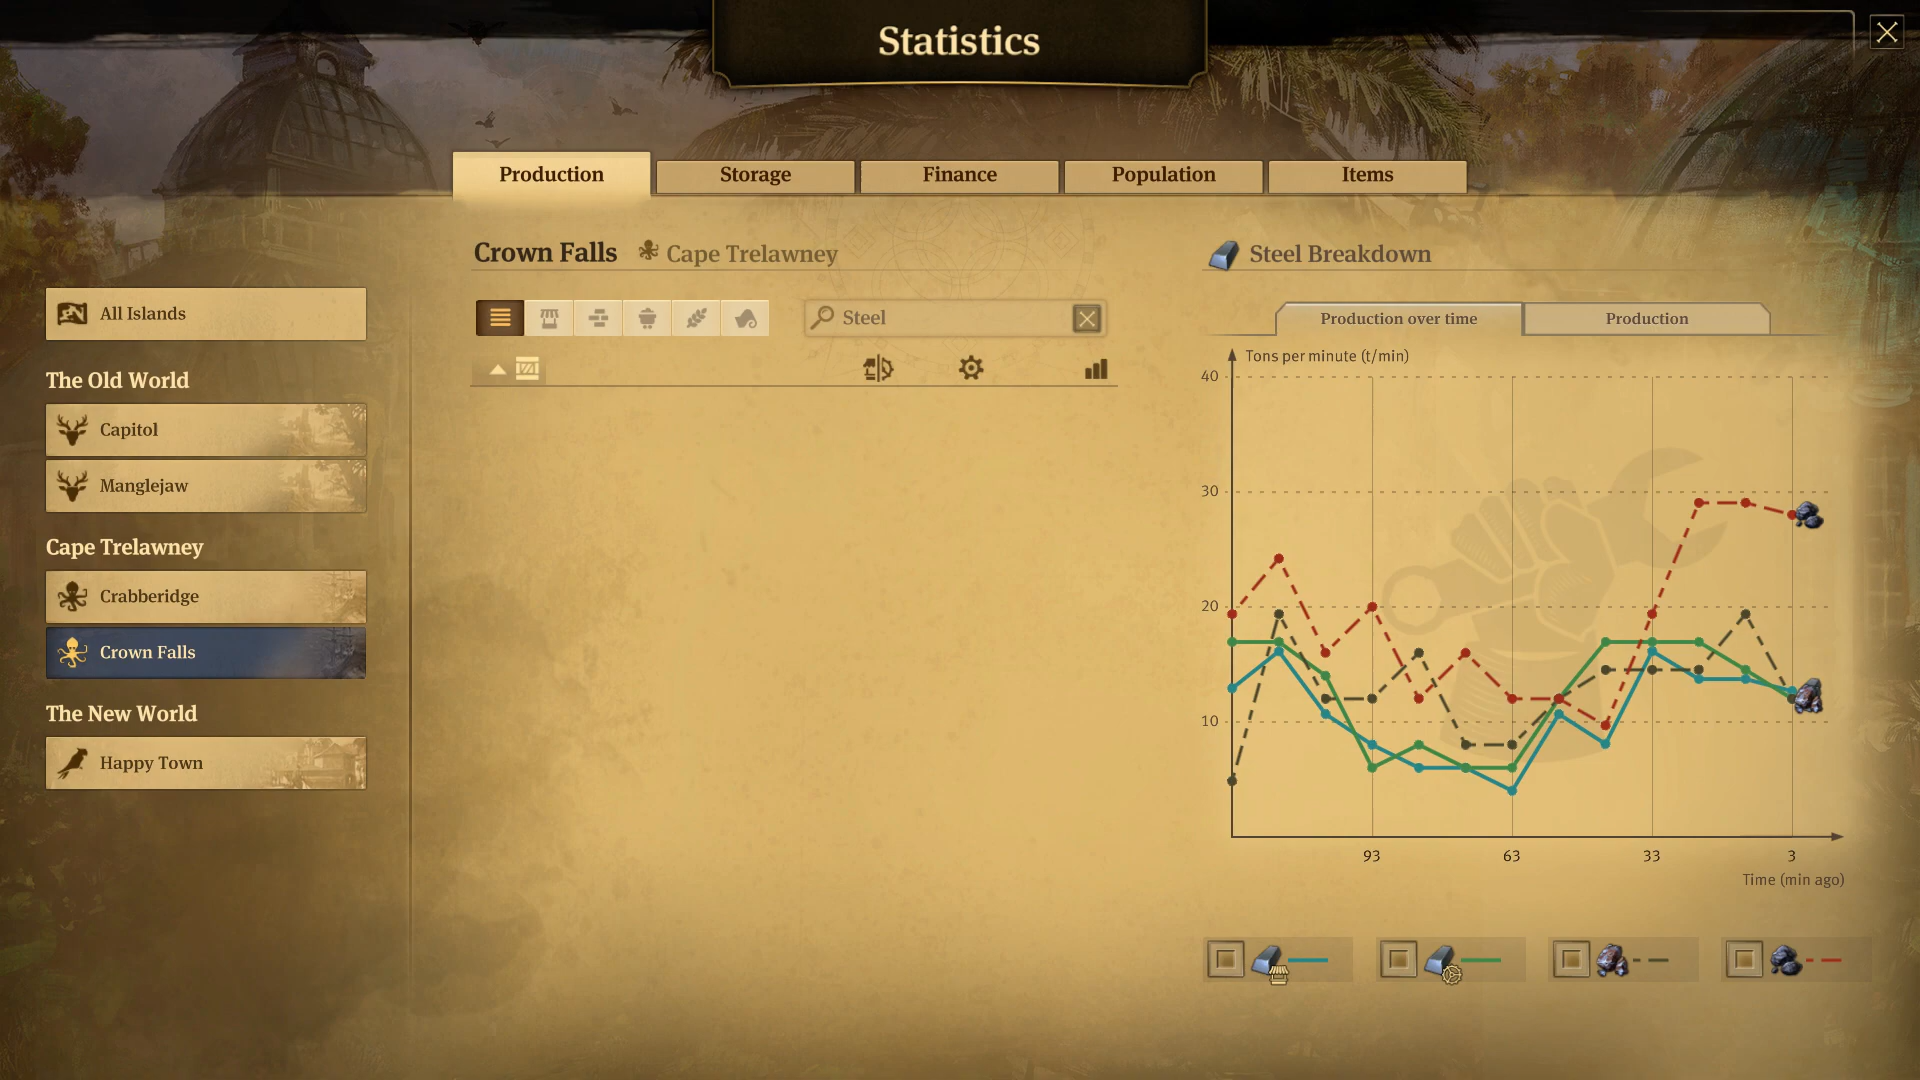 Statistics
Production
Storage
Finance
Population
Items
All Islands
The Old World
Capitol
Manglejaw
Cape Trelawney
Crabberidge
Crown Falls
The New World
Happy Town
Crown Falls Cape Trelawney
Steel
Steel Breakdown
Production over time
Production
Tons per minute (t/min)
40
30
20
10
93 63 33 3
Time (min ago)